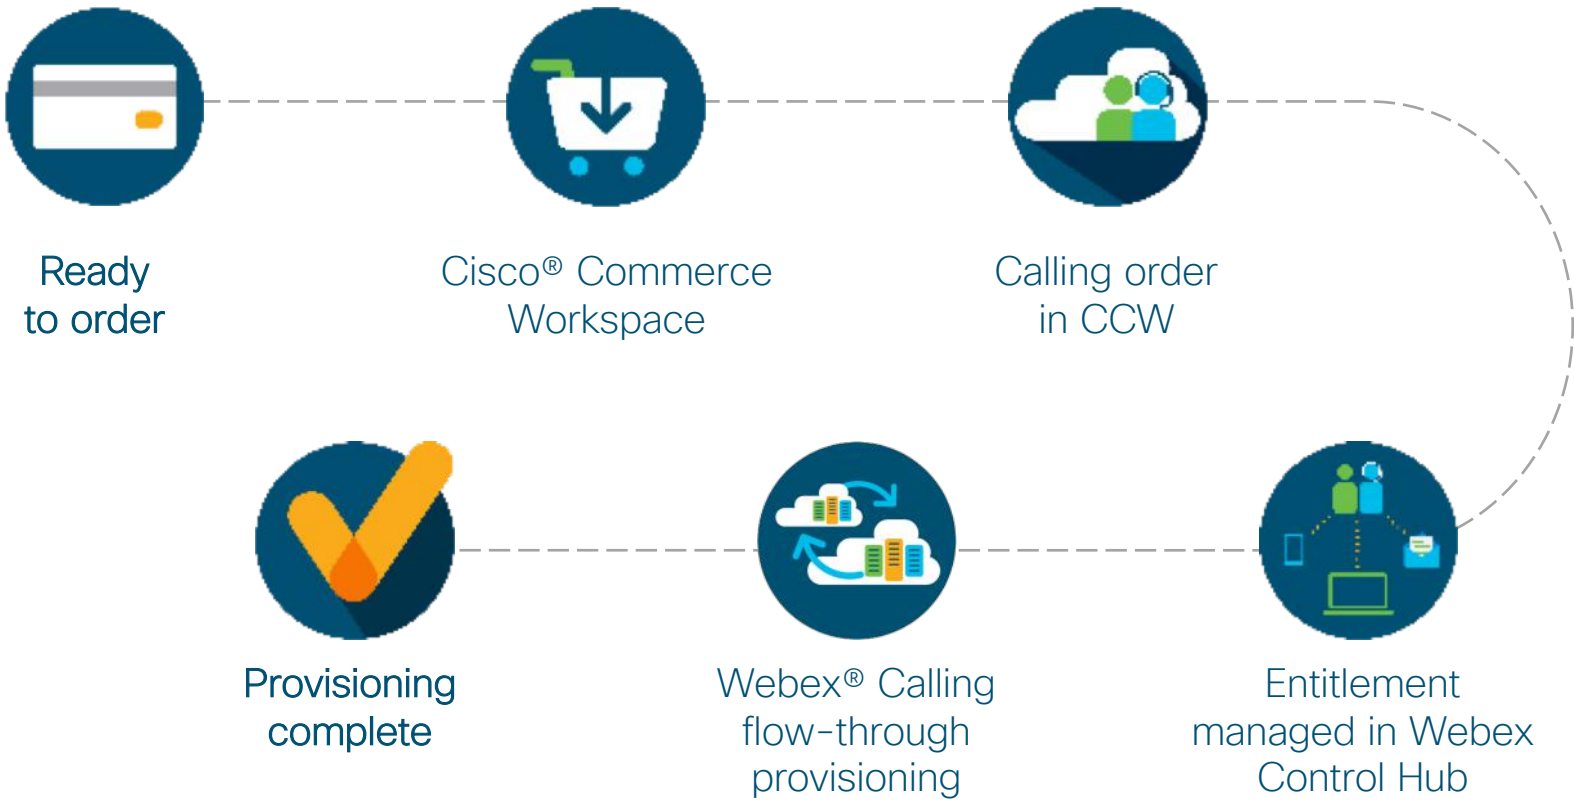 Ready
to order
Cisco® Commerce
Workspace
Calling order
in CCW
Provisioning
complete
Webex® Calling
flow-through
provisioning
Entitlement
managed in Webex
Control Hub